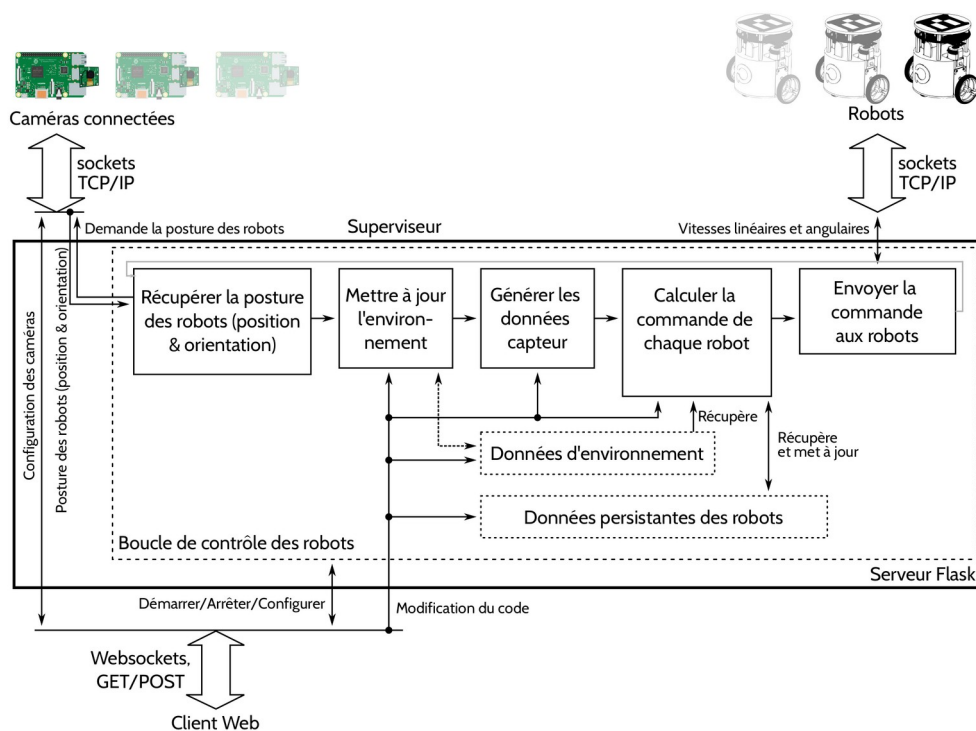 Caméras connectées
Robots
sockets
TCP/IP
sockets
TCP/IP
Demande la posture des robots
Superviseur
Vitesses linéaires et angulaires
Configuration des caméras
Posture des robots (position & orientation)
Récupérer la posture
des robots (position
& orientation)
Mettre à jour
l'environ-
nement
Générer les
données
capteur
Calculer la
commande de
chaque robot
Envoyer la
commande
aux robots
Récupère
Données d'environnement
Récupère
et met à jour
Données persistantes des robots
Boucle de contrôle des robots
Serveur Flask
Démarrer/Arrêter/Configurer
Modification du code
Websockets,
GET/POST
Client Web